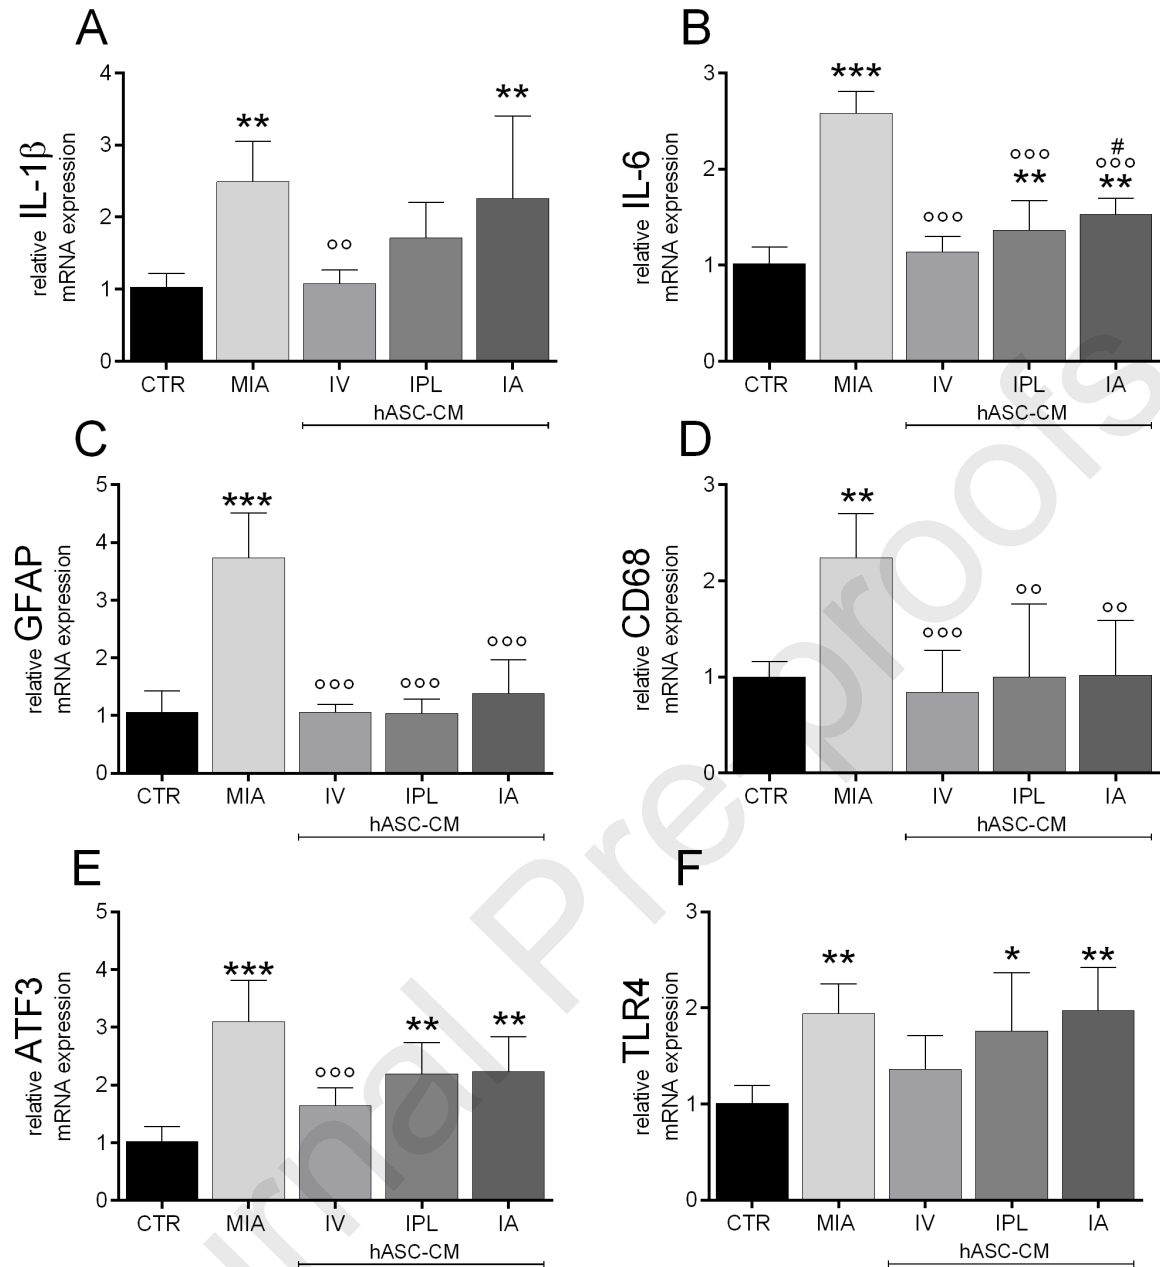 A
relative IL-1β
mRNA expression
4
3
2
1
0
**
°°
**
CTR MIA IV IPL IA
hASC-CM
B
relative IL-6
mRNA expression
3
2
1
0
***
°°°
°°°
**
#
°°°
**
CTR MIA IV IPL IA
hASC-CM
C
relative GFAP
mRNA expression
5
4
3
2
1
0
***
°°°
°°°
°°°
CTR MIA IV IPL IA
hASC-CM
D
relative CD68
mRNA expression
3
2
1
0
**
°°°
°°
°°
CTR MIA IV IPL IA
hASC-CM
E
relative ATF3
mRNA expression
5
4
3
2
1
0
***
°°°
**
**
CTR MIA IV IPL IA
hASC-CM
F
relative TLR4
mRNA expression
3
2
1
0
**
*
**
CTR MIA IV IPL IA
hASC-CM
rnal Pre-proofs